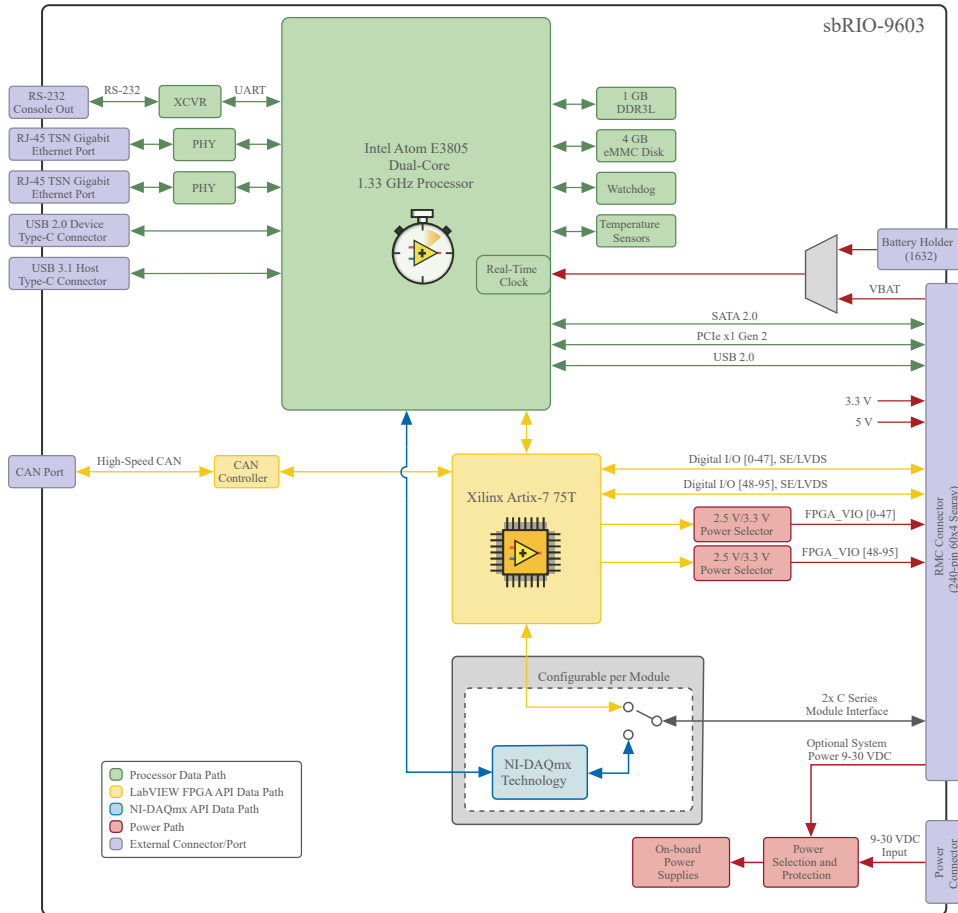 sbRIO-9603
RS-232
Console Out
RS-232
XCVR
UART
RJ-45 TSN Gigabit
Ethernet Port
PHY
RJ-45 TSN Gigabit
Ethernet Port
PHY
USB 2.0 Device
Type-C Connector
USB 3.1 Host
Type-C Connector
Intel Atom E3805
Dual-Core
1.33 GHz Processor
Real-Time
Clock
1 GB
DDR3L
4 GB
eMMC Disk
Watchdog
Temperature
Sensors
Battery Holder
(1632)
VBAT
SATA 2.0
PCIe x1 Gen 2
USB 2.0
3.3 V
5 V
RMC Connector
(240-pin 60x4 Searay)
CAN Port
High-Speed CAN
CAN
Controller
Xilinx Artix-7 75T
Digital I/O [0-47], SE/LVDS
Digital I/O [48-95], SE/LVDS
2.5 V/3.3 V
Power Selector
FPGA_VIO [0-47]
2.5 V/3.3 V
Power Selector
FPGA_VIO [48-95]
Configurable per Module
NI-DAQmx
Technology
2x C Series
Module Interface
Optional System
Power 9-30 VDC
Processor Data Path
LabVIEW FPGA API Data Path
NI-DAQmx API Data Path
Power Path
External Connector/Port
On-board
Power
Supplies
Power
Selection and
Protection
9-30 VDC
Input
Power
Connector